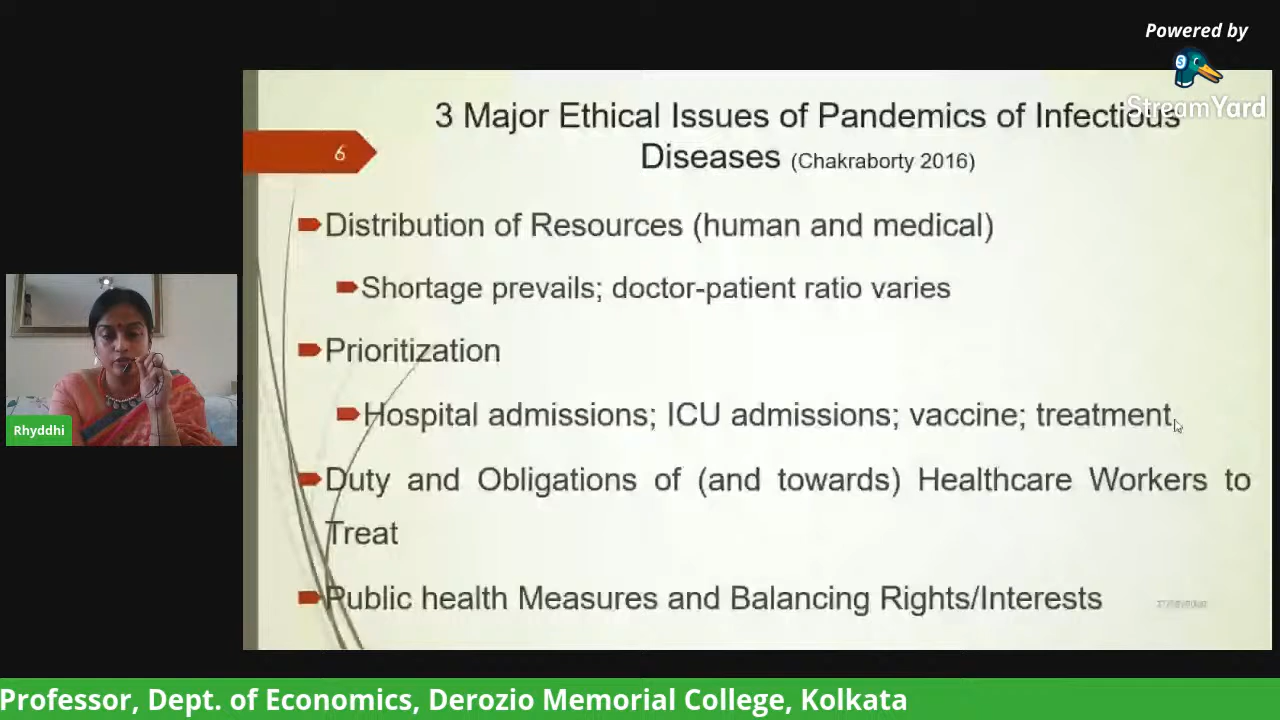 Powered by
StreamYard
3 Major Ethical Issues of Pandemics of Infectious
Diseases (Chakraborty 2016)
6
Distribution of Resources (human and medical)
Shortage prevails; doctor-patient ratio varies
Prioritization
Hospital admissions; ICU admissions; vaccine; treatment
Duty and Obligations of (and towards) Healthcare Workers to
Treat
Public health Measures and Balancing Rights/Interests
Rhyddhi
Professor, Dept. of Economics, Derozio Memorial College, Kolkata